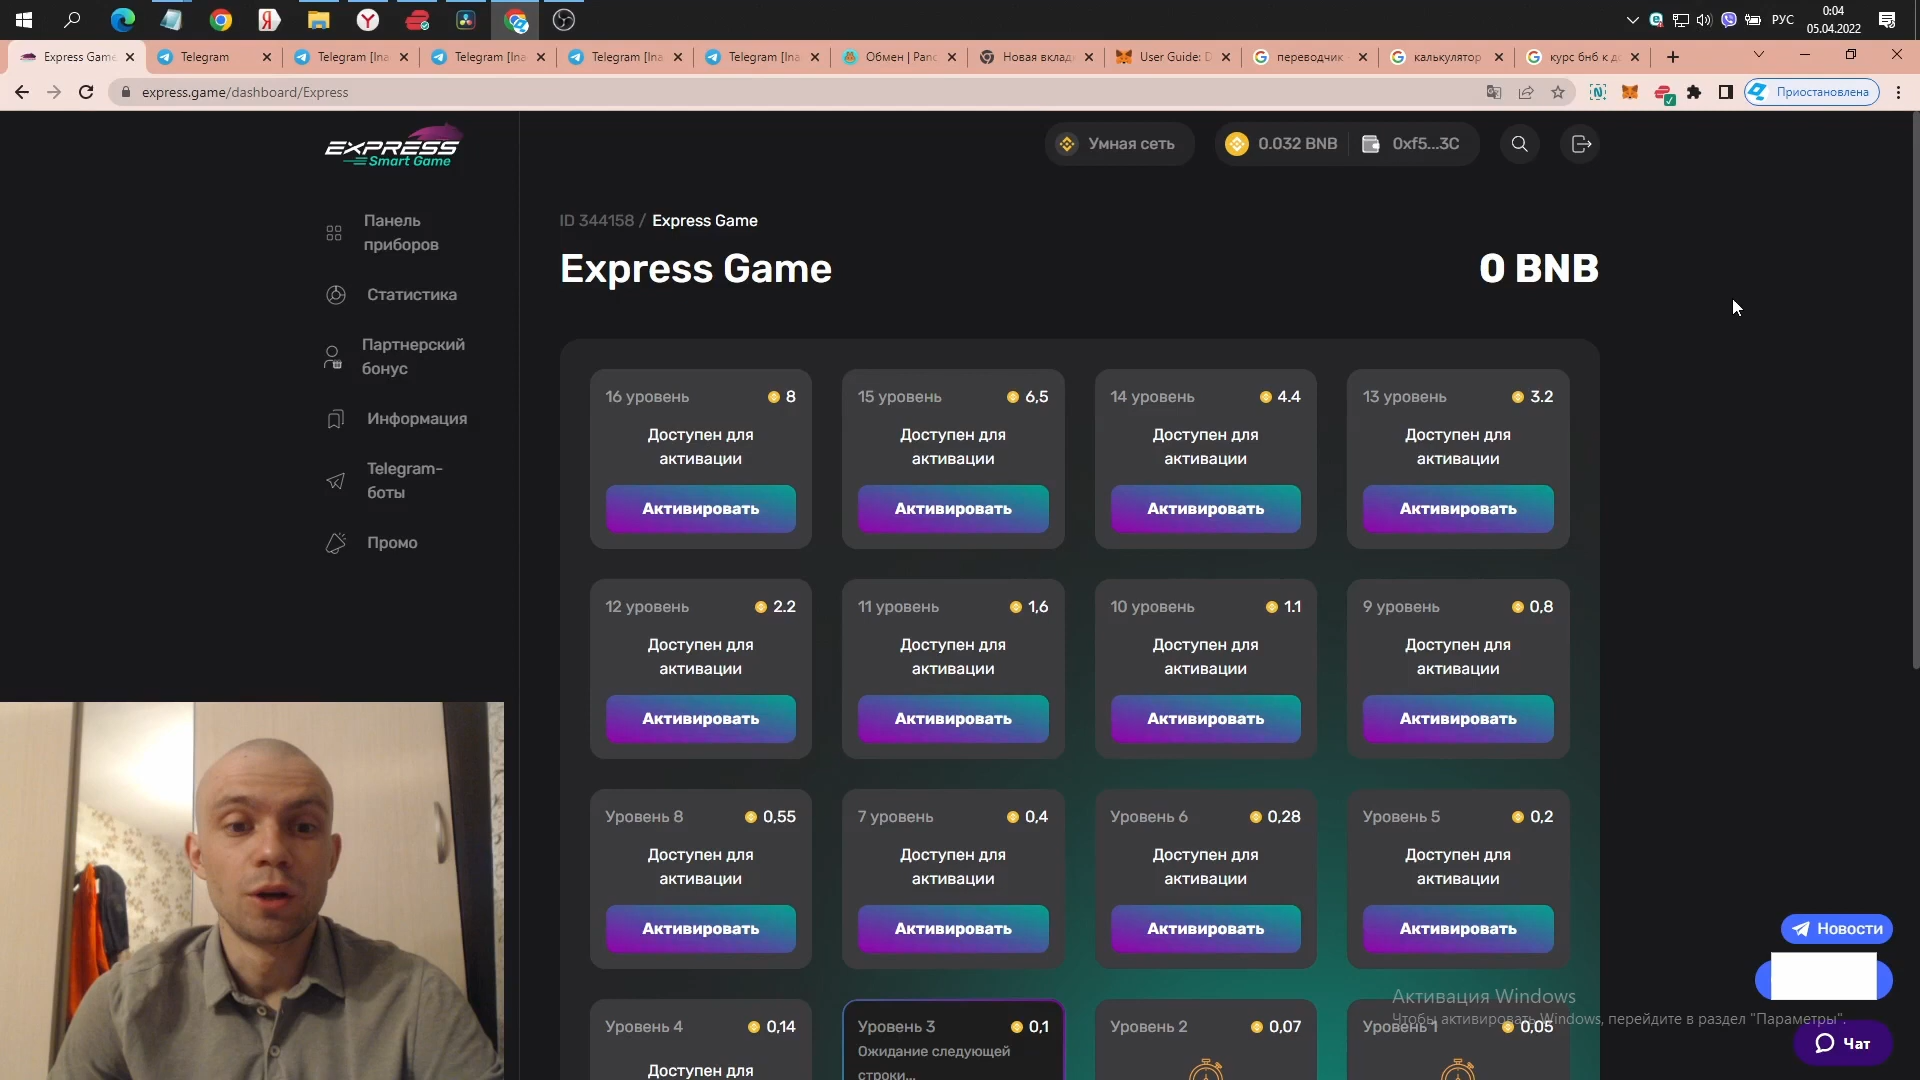 РУС
0:04
05.04.2022
Express Game
Telegram
Telegram [Ina
Telegram [Ina
Telegram [Ina
Telegram [Ina
Обмен | Panc
Новая вклад
User Guide: D
переводчик
калькулятор
курс бнб к до
express.game/dashboard/Express
Приостановлена
EXPRESS
Smart Game
Умная сеть
0.032 BNB
0xf5...3C
Панель
приборов
Статистика
Партнерский
бонус
Информация
Telegram-
боты
Промо
ID 344158 / Express Game
Express Game
0 BNB
16 уровень 8
Доступен для
активации
Активировать
15 уровень 6,5
Доступен для
активации
Активировать
14 уровень 4.4
Доступен для
активации
Активировать
13 уровень 3.2
Доступен для
активации
Активировать
12 уровень 2.2
Доступен для
активации
Активировать
11 уровень 1,6
Доступен для
активации
Активировать
10 уровень 1.1
Доступен для
активации
Активировать
9 уровень 0,8
Доступен для
активации
Активировать
Уровень 8 0,55
Доступен для
активации
Активировать
7 уровень 0,4
Доступен для
активации
Активировать
Уровень 6 0,28
Доступен для
активации
Активировать
Уровень 5 0,2
Доступен для
активации
Активировать
Уровень 4 0,14
Доступен для
Уровень 3 0,1
Ожидание следующей
строки...
Уровень 2 0,07
Уровень 1 0,05
Новости
Активация Windows
Чтобы активировать Windows, перейдите в раздел "Параметры".
Чат